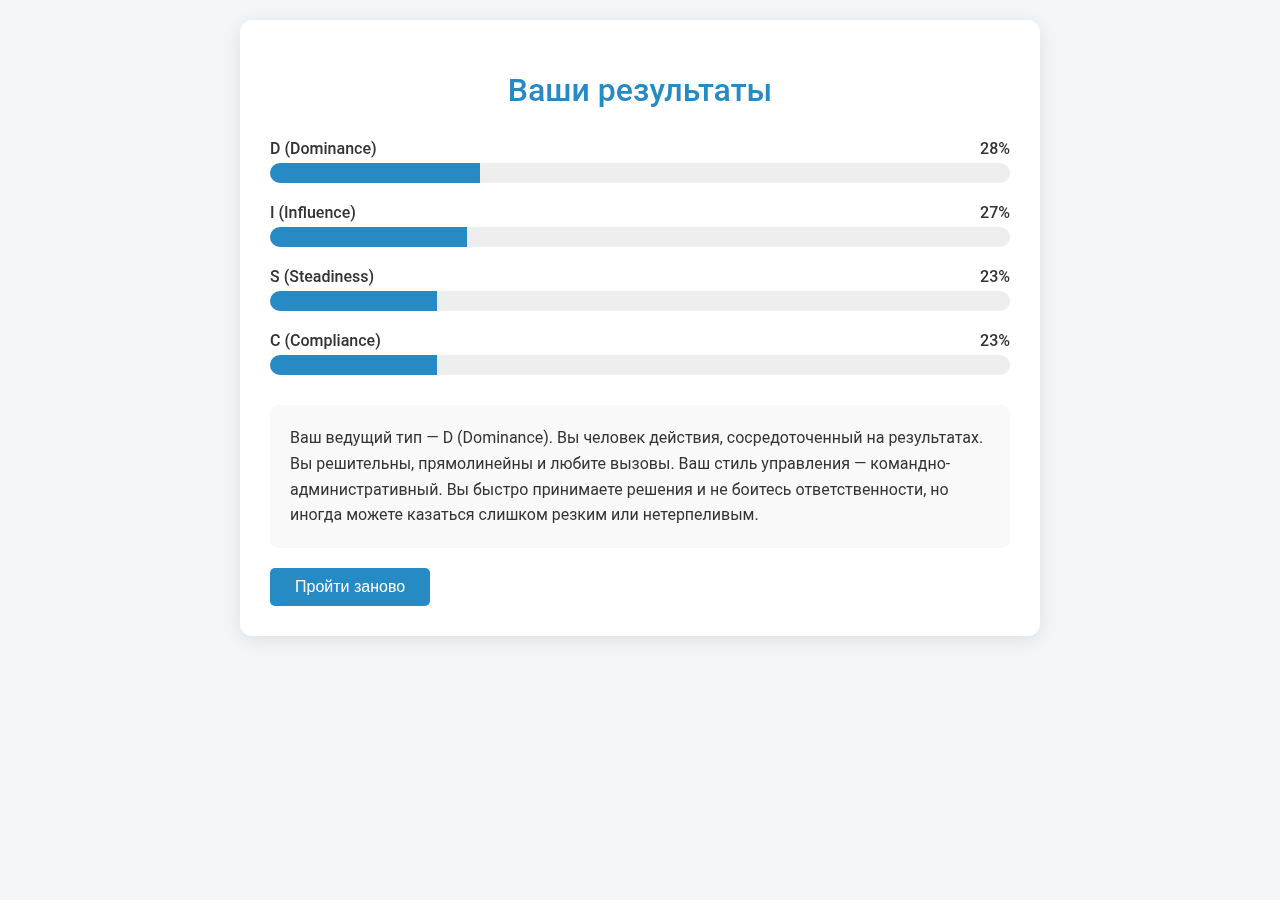 Ваши результаты
D (Dominance) 28%
I (Influence) 27%
S (Steadiness) 23%
C (Compliance) 23%
Ваш ведущий тип — D (Dominance). Вы человек действия, сосредоточенный на результатах.
Вы решительны, прямолинейны и любите вызовы. Ваш стиль управления — командно-
административный. Вы быстро принимаете решения и не боитесь ответственности, но
иногда можете казаться слишком резким или нетерпеливым.
Пройти заново